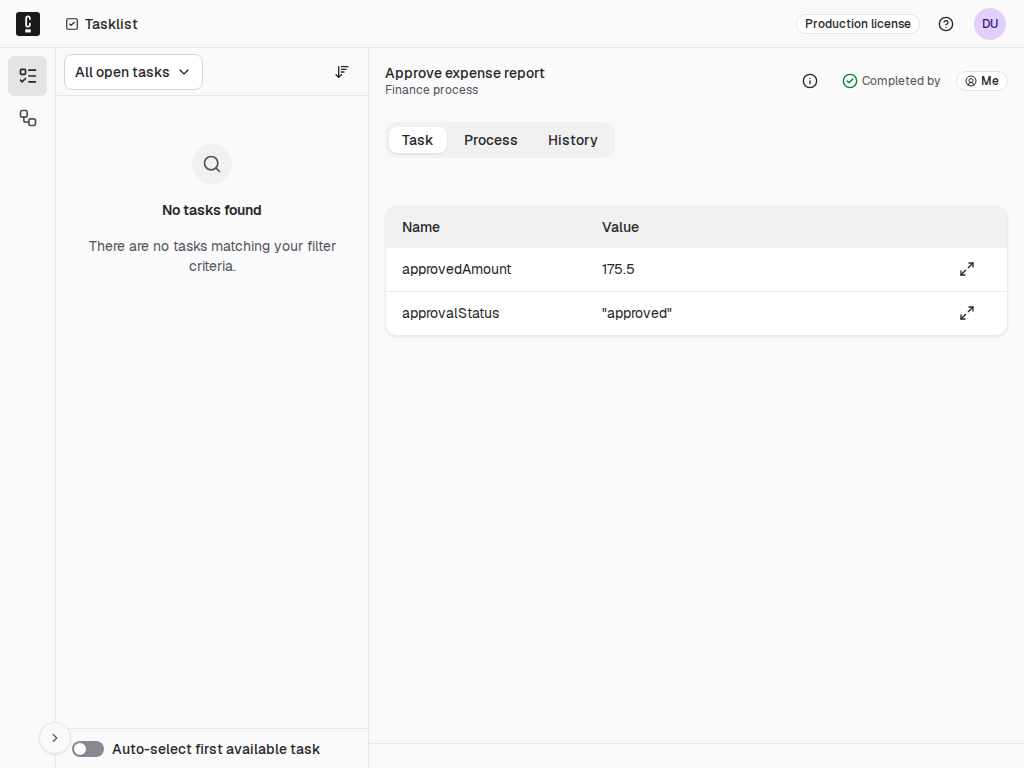 Tasklist
Production license
DU
All open tasks
No tasks found
There are no tasks matching your filter
criteria.
Auto-select first available task
Approve expense report
Finance process
Completed by
Me
Task
Process
History
Name
Value
approvedAmount
175.5
approvalStatus
"approved"